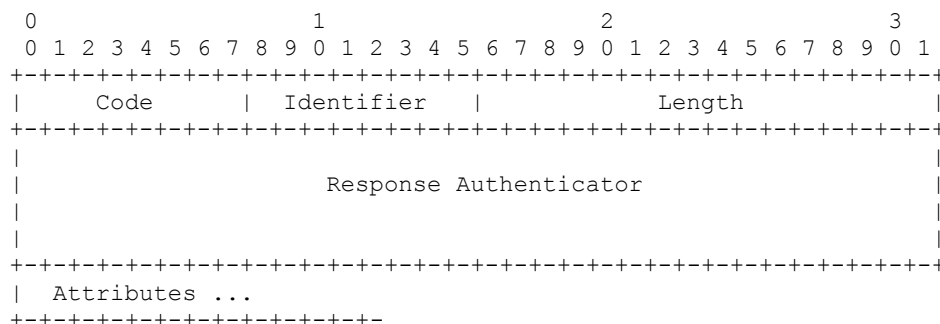 0                   1                   2                   3
 0 1 2 3 4 5 6 7 8 9 0 1 2 3 4 5 6 7 8 9 0 1 2 3 4 5 6 7 8 9 0 1
+-+-+-+-+-+-+-+-+-+-+-+-+-+-+-+-+-+-+-+-+-+-+-+-+-+-+-+-+-+-+-+-+
|     Code      |  Identifier   |            Length             |
+-+-+-+-+-+-+-+-+-+-+-+-+-+-+-+-+-+-+-+-+-+-+-+-+-+-+-+-+-+-+-+-+
|                                                               |
|                     Response Authenticator                    |
|                                                               |
|                                                               |
+-+-+-+-+-+-+-+-+-+-+-+-+-+-+-+-+-+-+-+-+-+-+-+-+-+-+-+-+-+-+-+-+
|  Attributes ...
+-+-+-+-+-+-+-+-+-+-+-+-+-